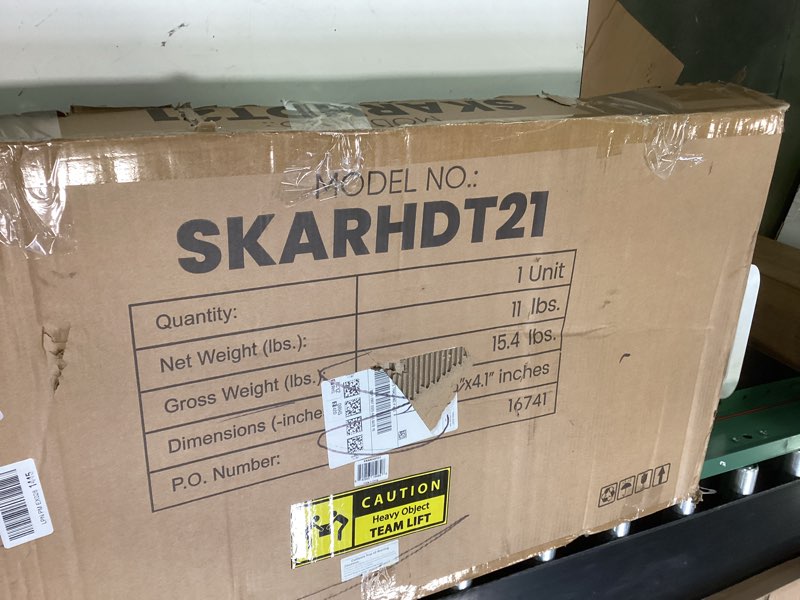 SKARHDT21
MODEL NO.:
SKARHDT21
Quantity: 1 Unit
Net Weight (lbs.): 11 lbs.
Gross Weight (lbs.): 15.4 lbs.
Dimensions (-inche "x4.1" inches
P.O. Number: 16741
CAUTION
Heavy Object
TEAM LIFT